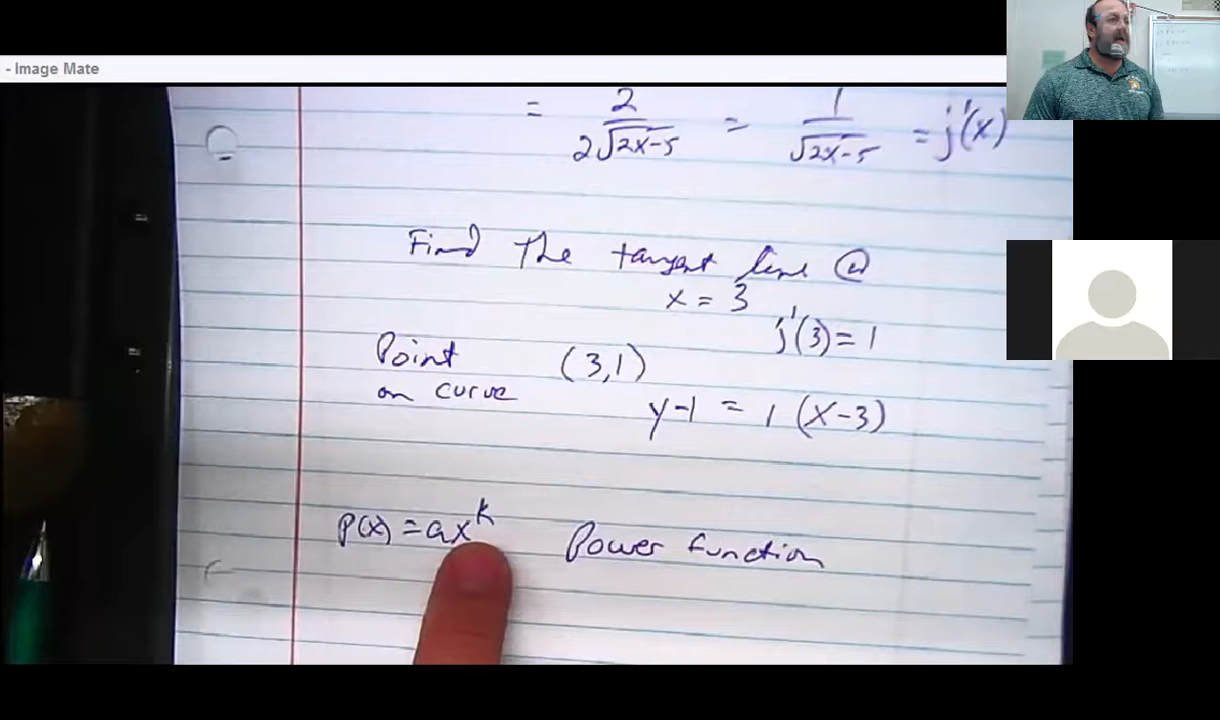 - Image Mate
= 2 / 2√2x-5 = 1 / √2x-5 = j'(x)
Find The tangent line @
x = 3
j'(3) = 1
Point (3,1)
on curve
y-1 = 1 (x-3)
P(x) = ax^k Power function